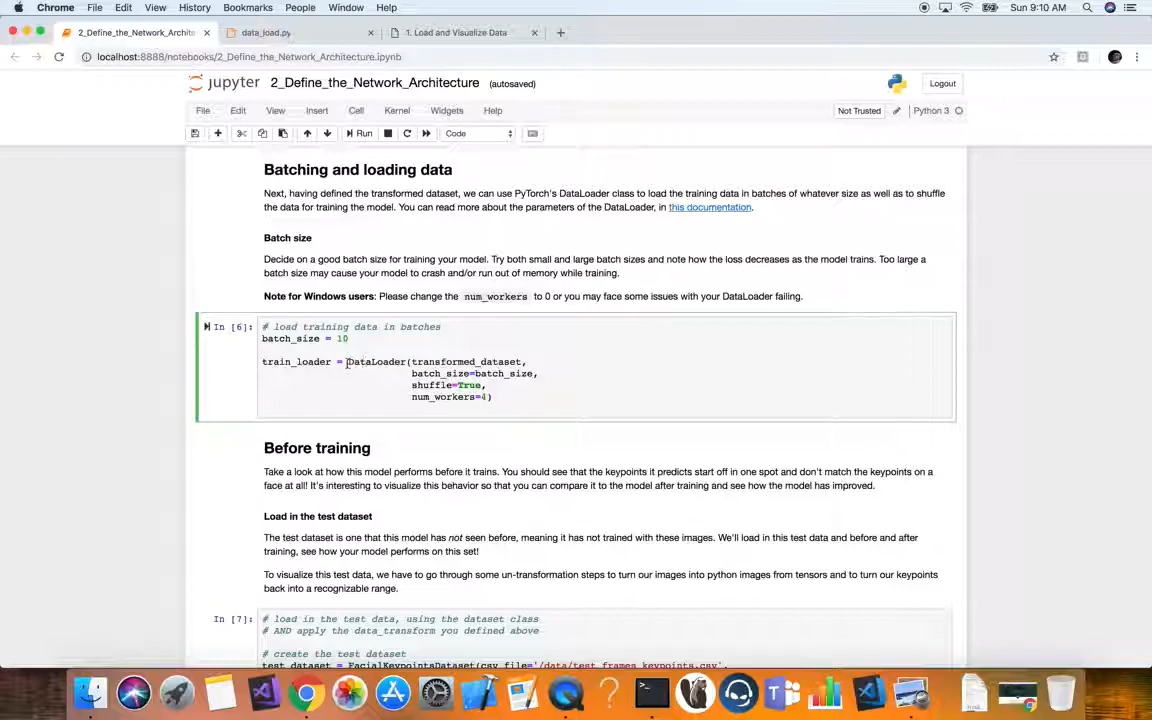 Chrome File Edit View History Bookmarks People Window Help Sun 9:10 AM
2_Define_the_Network_Archite
data_load.py
1. Load and Visualize Data
localhost:8888/notebooks/2_Define_the_Network_Architecture.ipynb
jupyter 2_Define_the_Network_Architecture (autosaved) Logout
File Edit View Insert Cell Kernel Widgets Help Not Trusted Python 3
Run Code
Batching and loading data
Next, having defined the transformed dataset, we can use PyTorch's DataLoader class to load the training data in batches of whatever size as well as to shuffle
the data for training the model. You can read more about the parameters of the DataLoader, in this documentation.
Batch size
Decide on a good batch size for training your model. Try both small and large batch sizes and note how the loss decreases as the model trains. Too large a
batch size may cause your model to crash and/or run out of memory while training.
Note for Windows users: Please change the num_workers to 0 or you may face some issues with your DataLoader failing.
In [6]: # load training data in batches
batch_size = 10
train_loader = DataLoader(transformed_dataset,
batch_size=batch_size,
shuffle=True,
num_workers=4)
Before training
Take a look at how this model performs before it trains. You should see that the keypoints it predicts start off in one spot and don't match the keypoints on a
face at all! It's interesting to visualize this behavior so that you can compare it to the model after training and see how the model has improved.
Load in the test dataset
The test dataset is one that this model has not seen before, meaning it has not trained with these images. We'll load in this test data and before and after
training, see how your model performs on this set!
To visualize this test data, we have to go through some un-transformation steps to turn our images into python images from tensors and to turn our keypoints
back into a recognizable range.
In [7]: # load in the test data, using the dataset class
# AND apply the data_transform you defined above
# create the test dataset
test_dataset = FacialKeypointsDataset(csv_file='/data/test_frames_keypoints.csv',